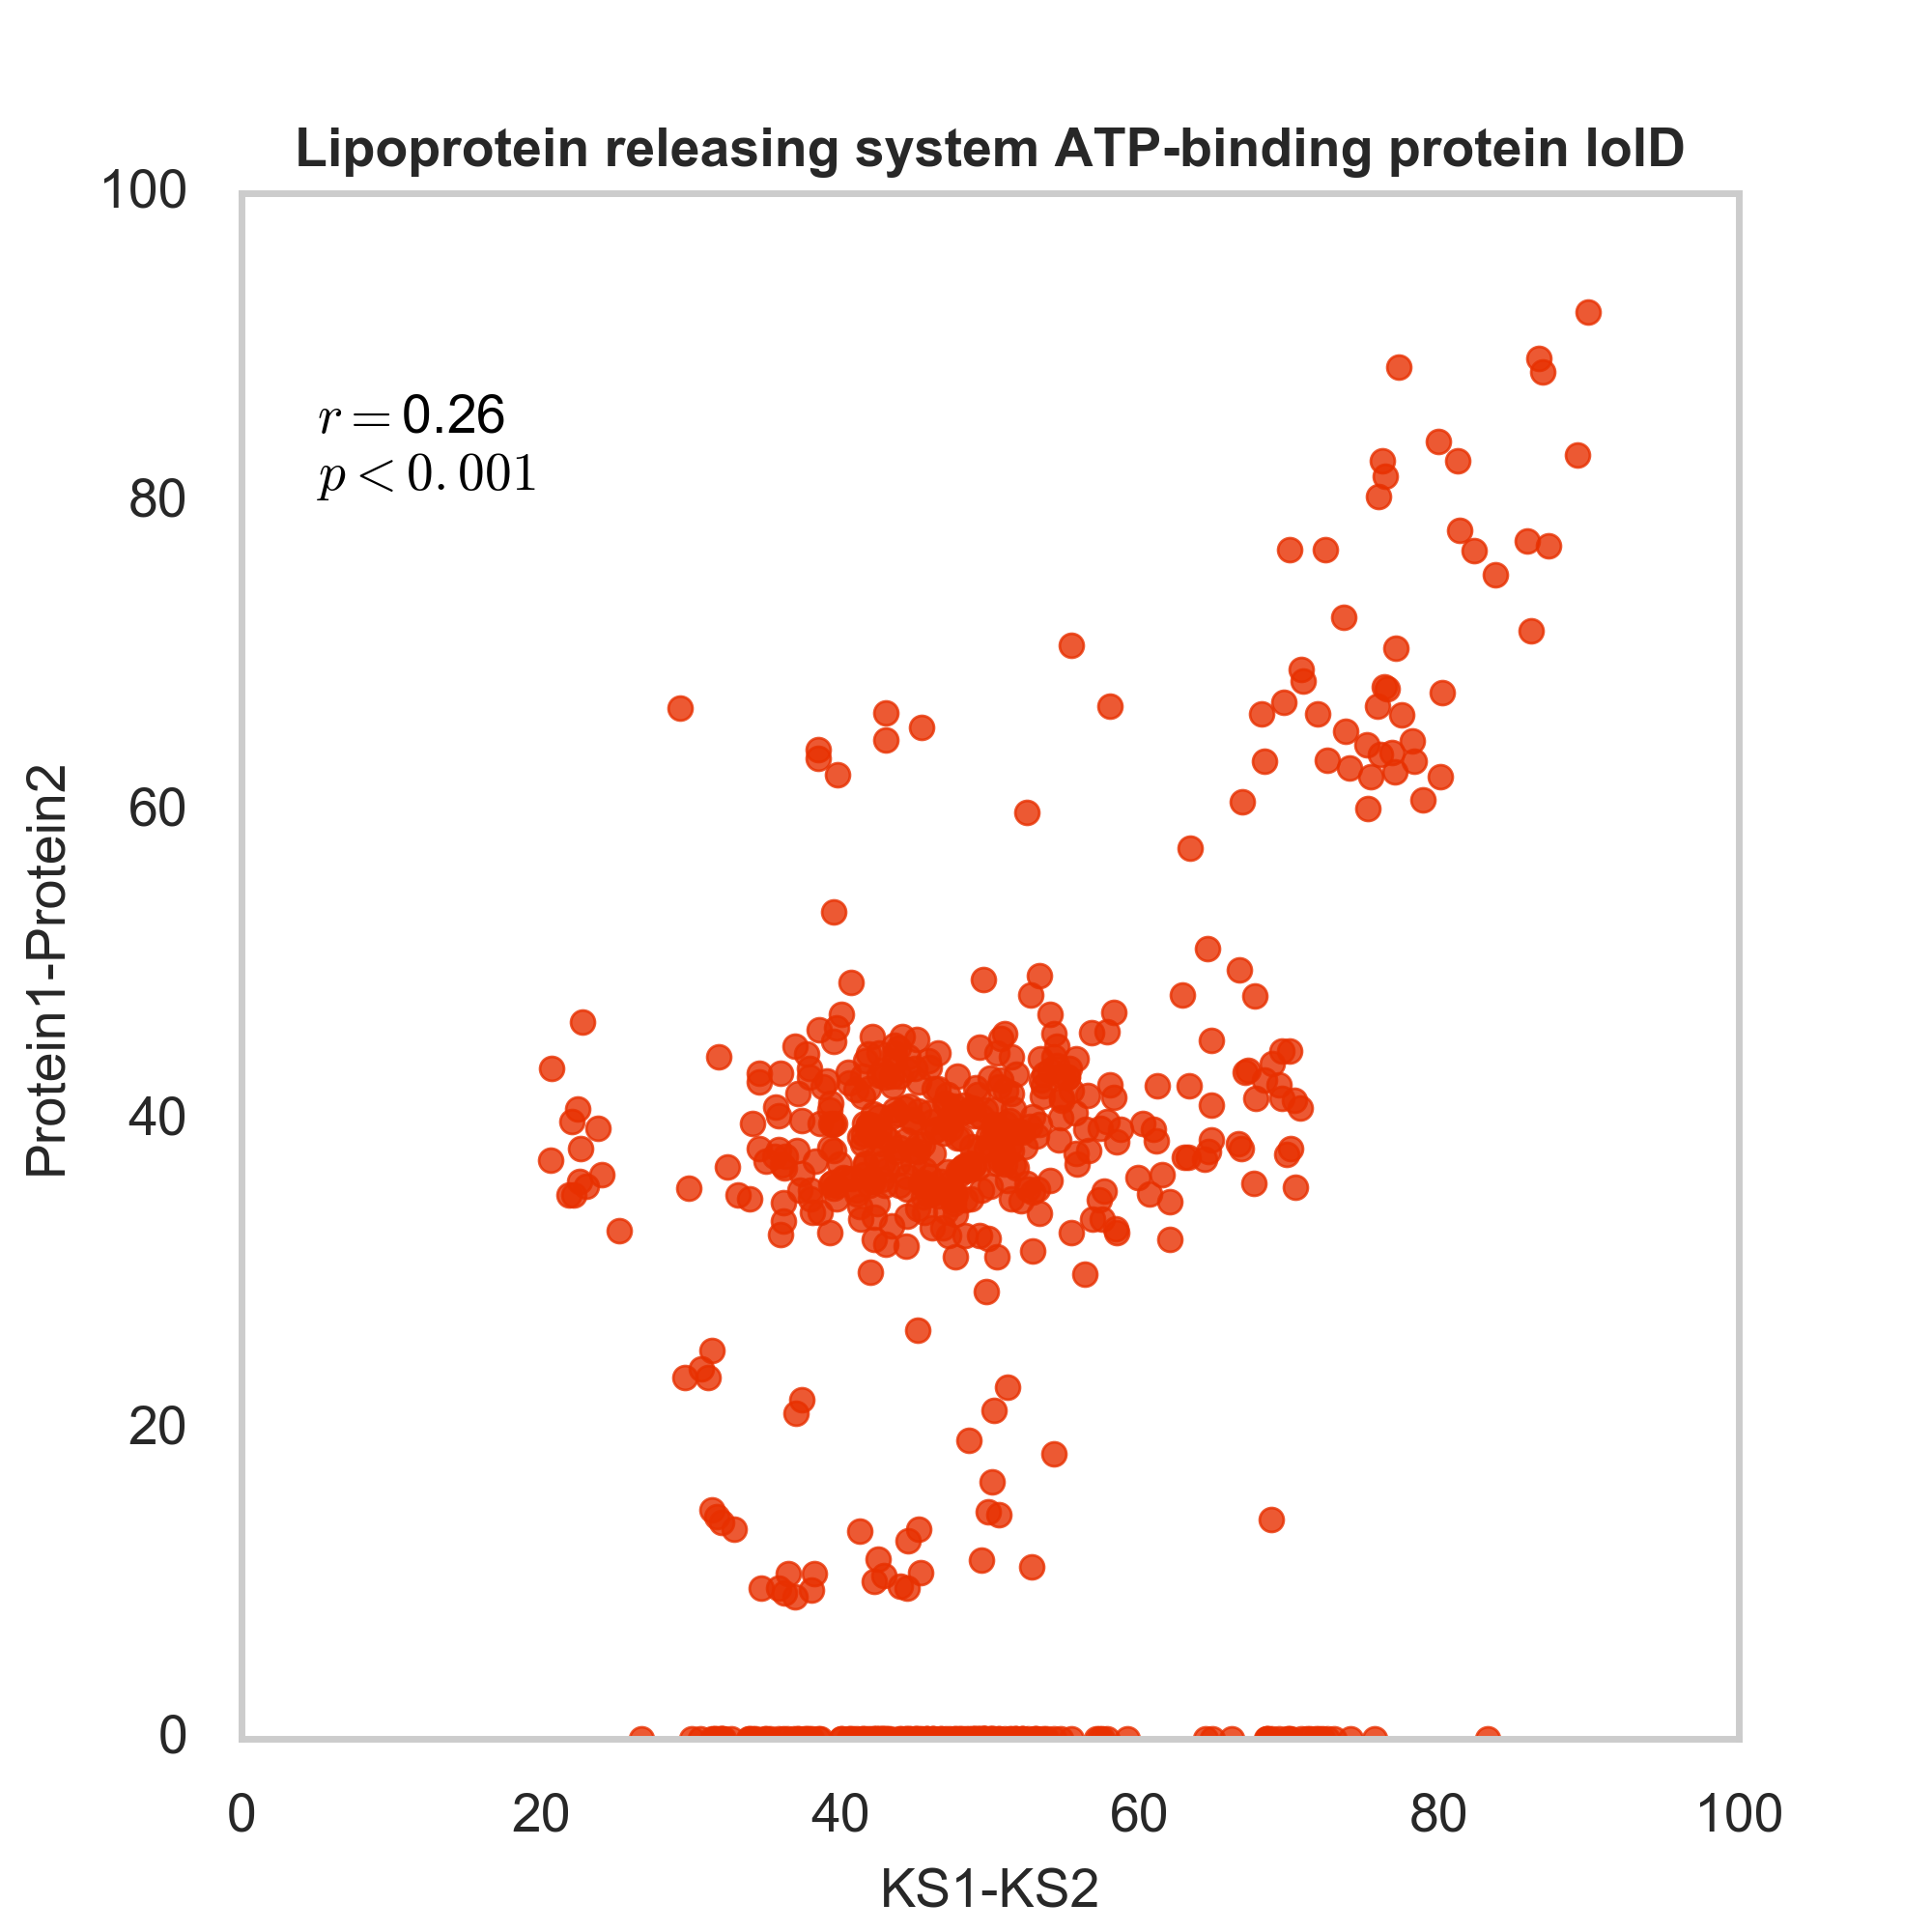 Lipoprotein releasing system ATP-binding protein lolD
100
r = 0.26
p < 0.001
80
60
40
20
0
Protein1-Protein2
0 20 40 60 80 100
KS1-KS2